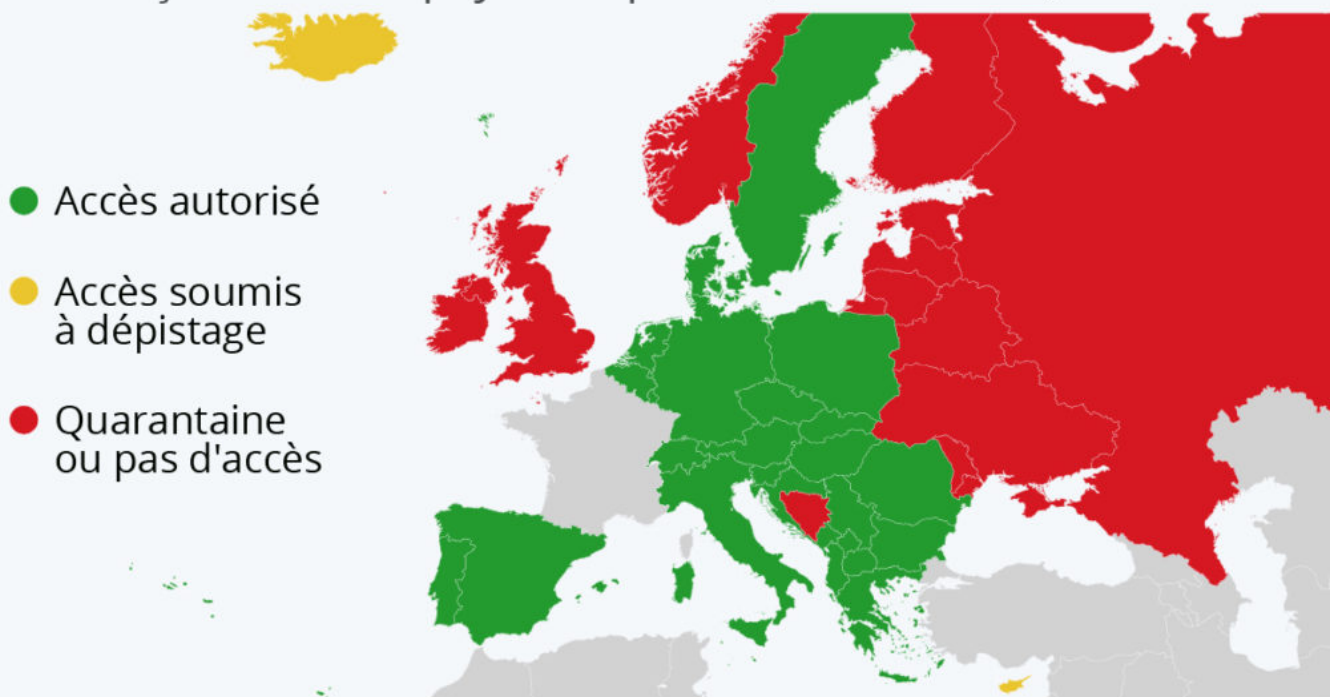 Accès autorisé
Accès soumis
à dépistage
Quarantaine
ou pas d'accès